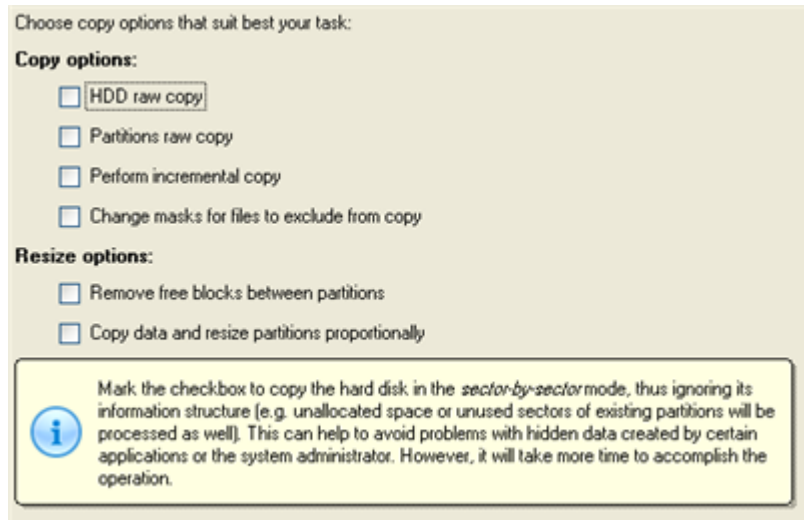 Choose copy options that suit best your task:
Copy options:
HDD raw copy
Partitions raw copy
Perform incremental copy
Change masks for files to exclude from copy
Resize options:
Remove free blocks between partitions
Copy data and resize partitions proportionally
Mark the checkbox to copy the hard disk in the sector-by-sector mode, thus ignoring its
information structure (e.g. unallocated space or unused sectors of existing partitions will be
processed as well). This can help to avoid problems with hidden data created by certain
applications or the system administrator. However, it will take more time to accomplish the
operation.